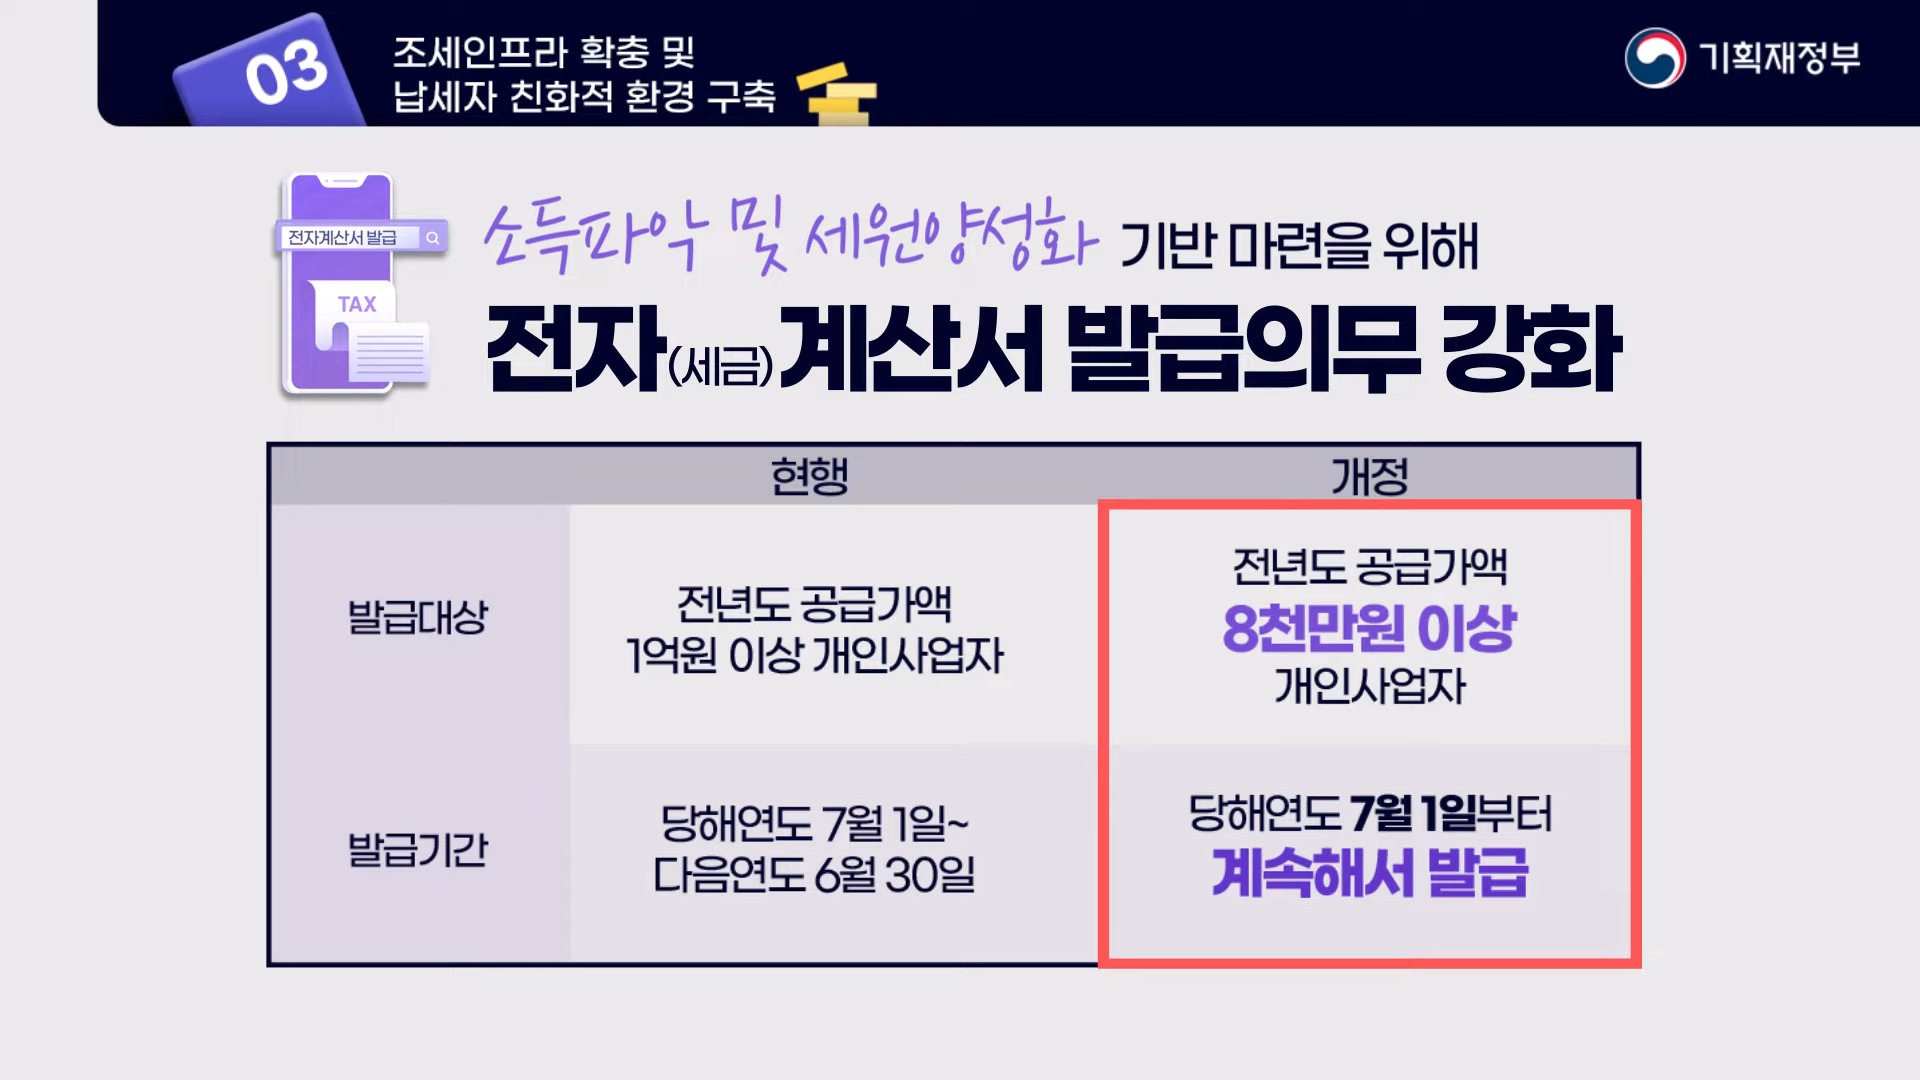 03
조세인프라 확충 및
납세자 친화적 환경 구축
기획재정부
전자계산서 발급
TAX
소득파악 및 세원양성화 기반 마련을 위해
전자(세금)계산서 발급의무 강화
현행
개정
발급대상
전년도 공급가액
1억원 이상 개인사업자
전년도 공급가액
8천만원 이상
개인사업자
발급기간
당해연도 7월 1일~
다음연도 6월 30일
당해연도 7월 1일부터
계속해서 발급